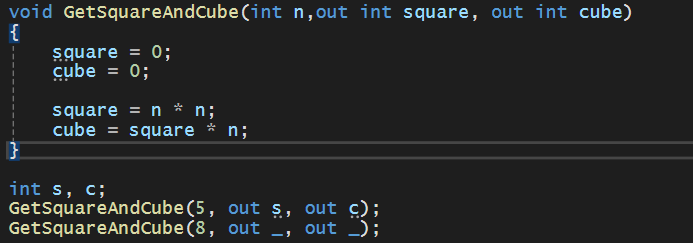 void GetSquareAndCube(int n,out int square, out int cube)
{
square = 0;
cube = 0;
square = n * n;
cube = square * n;
}
int s, c;
GetSquareAndCube(5, out s, out c);
GetSquareAndCube(8, out _, out _);